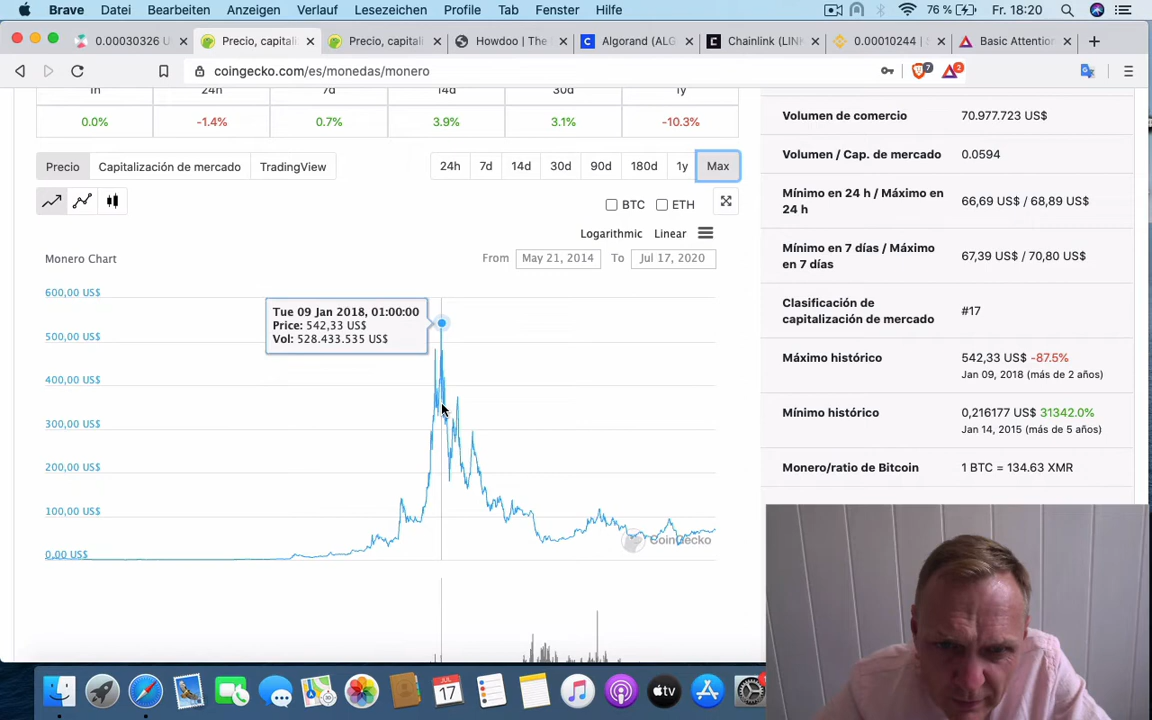 Brave Datei Bearbeiten Anzeigen Verlauf Lesezeichen Profile Tab Fenster Hilfe 76 % Fr. 18:20
0.00030326 U Precio, capitali Precio, capitali Howdoo | The Algorand (ALG Chainlink (LINK 0.00010244 | S Basic Attention
coingecko.com/es/monedas/monero 7 2
1h 24h 7d 14d 30d 1y
0.0% -1.4% 0.7% 3.9% 3.1% -10.3%
Precio Capitalización de mercado TradingView 24h 7d 14d 30d 90d 180d 1y Max
BTC ETH
Logarithmic Linear
Monero Chart From May 21, 2014 To Jul 17, 2020
600,00 US$
500,00 US$
400,00 US$
300,00 US$
200,00 US$
100,00 US$
0,00 US$
Tue 09 Jan 2018, 01:00:00
Price: 542,33 US$
Vol: 528.433.535 US$
CoinGecko
Volumen de comercio 70.977.723 US$
Volumen / Cap. de mercado 0.0594
Mínimo en 24 h / Máximo en
24 h 66,69 US$ / 68,89 US$
Mínimo en 7 días / Máximo
en 7 días 67,39 US$ / 70,80 US$
Clasificación de
capitalización de mercado #17
Máximo histórico 542,33 US$ -87.5%
Jan 09, 2018 (más de 2 años)
Mínimo histórico 0,216177 US$ 31342.0%
Jan 14, 2015 (más de 5 años)
Monero/ratio de Bitcoin 1 BTC = 134.63 XMR
JUL
17
tv